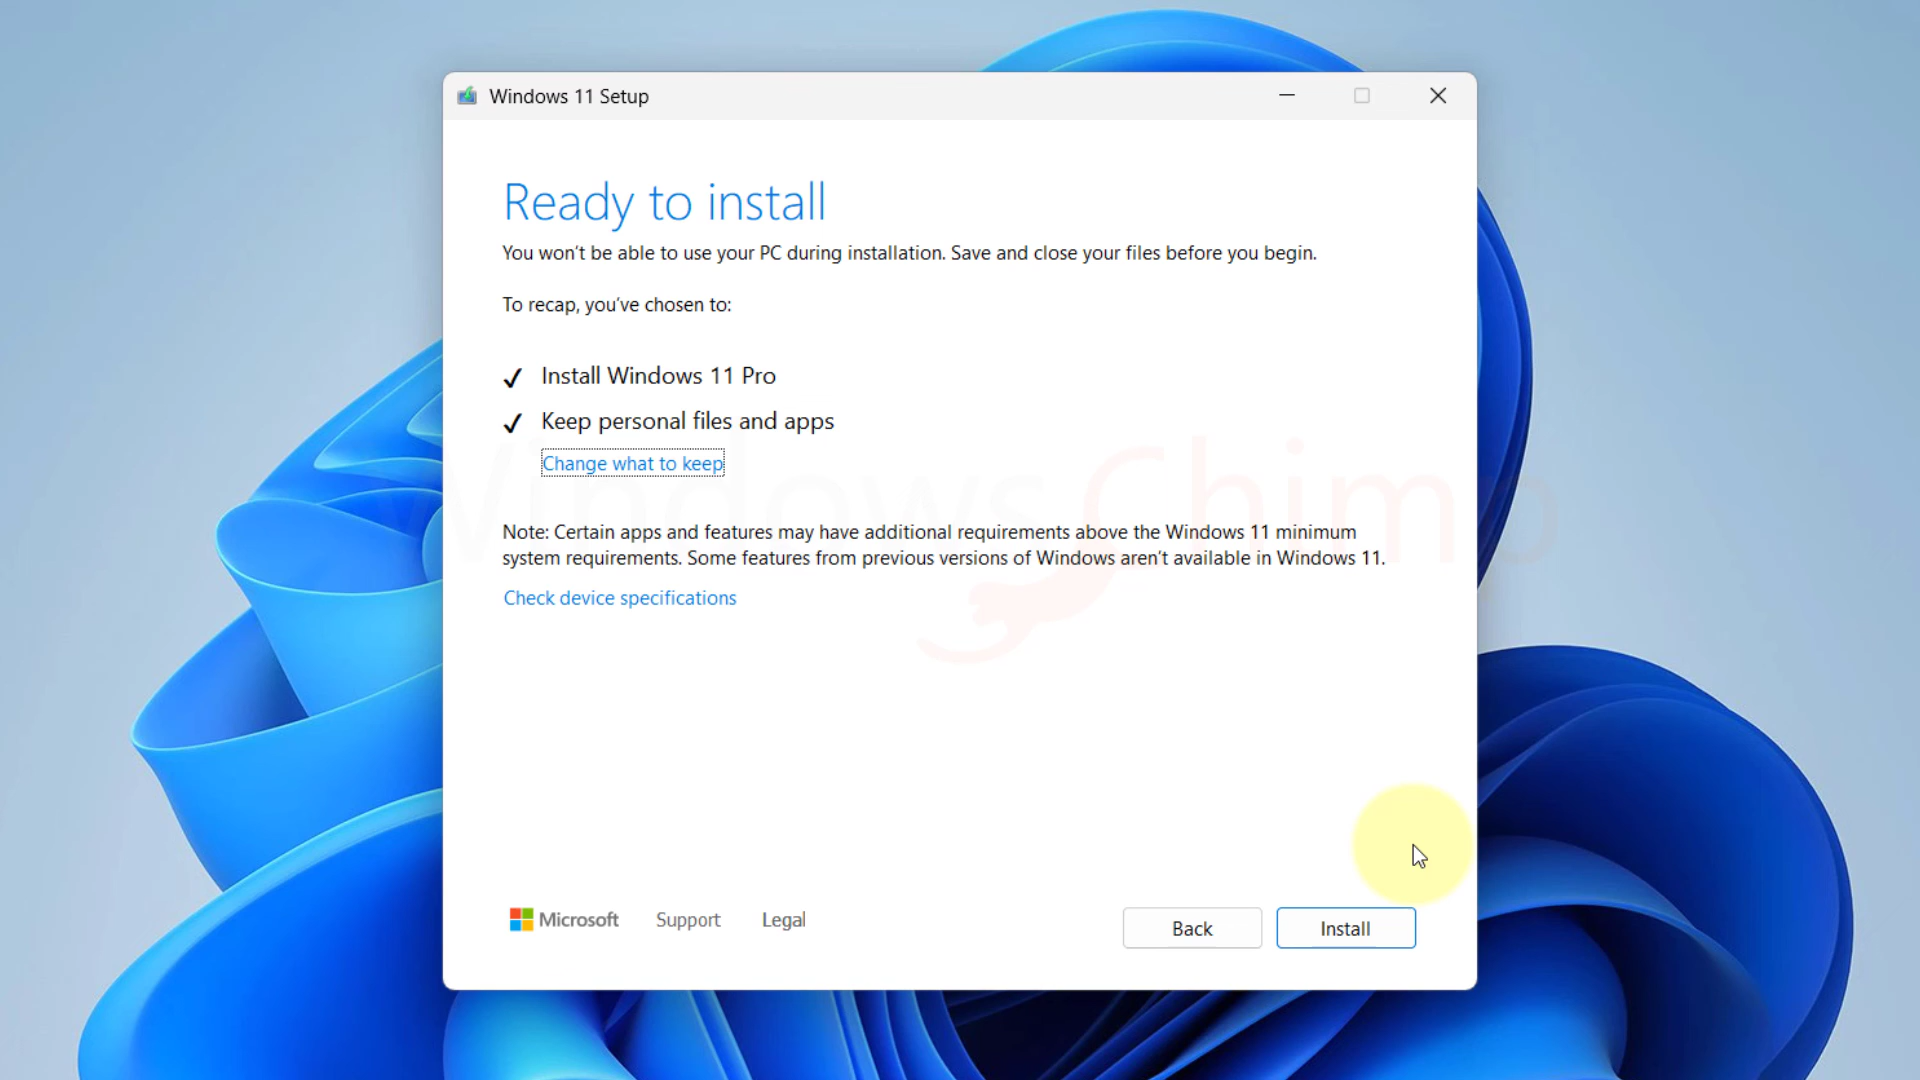 Windows 11 Setup
Ready to install
You won't be able to use your PC during installation. Save and close your files before you begin.
To recap, you've chosen to:
Install Windows 11 Pro
Keep personal files and apps
Change what to keep
WindowsChimp
Note: Certain apps and features may have additional requirements above the Windows 11 minimum
system requirements. Some features from previous versions of Windows aren't available in Windows 11.
Check device specifications
Microsoft Support Legal Back Install